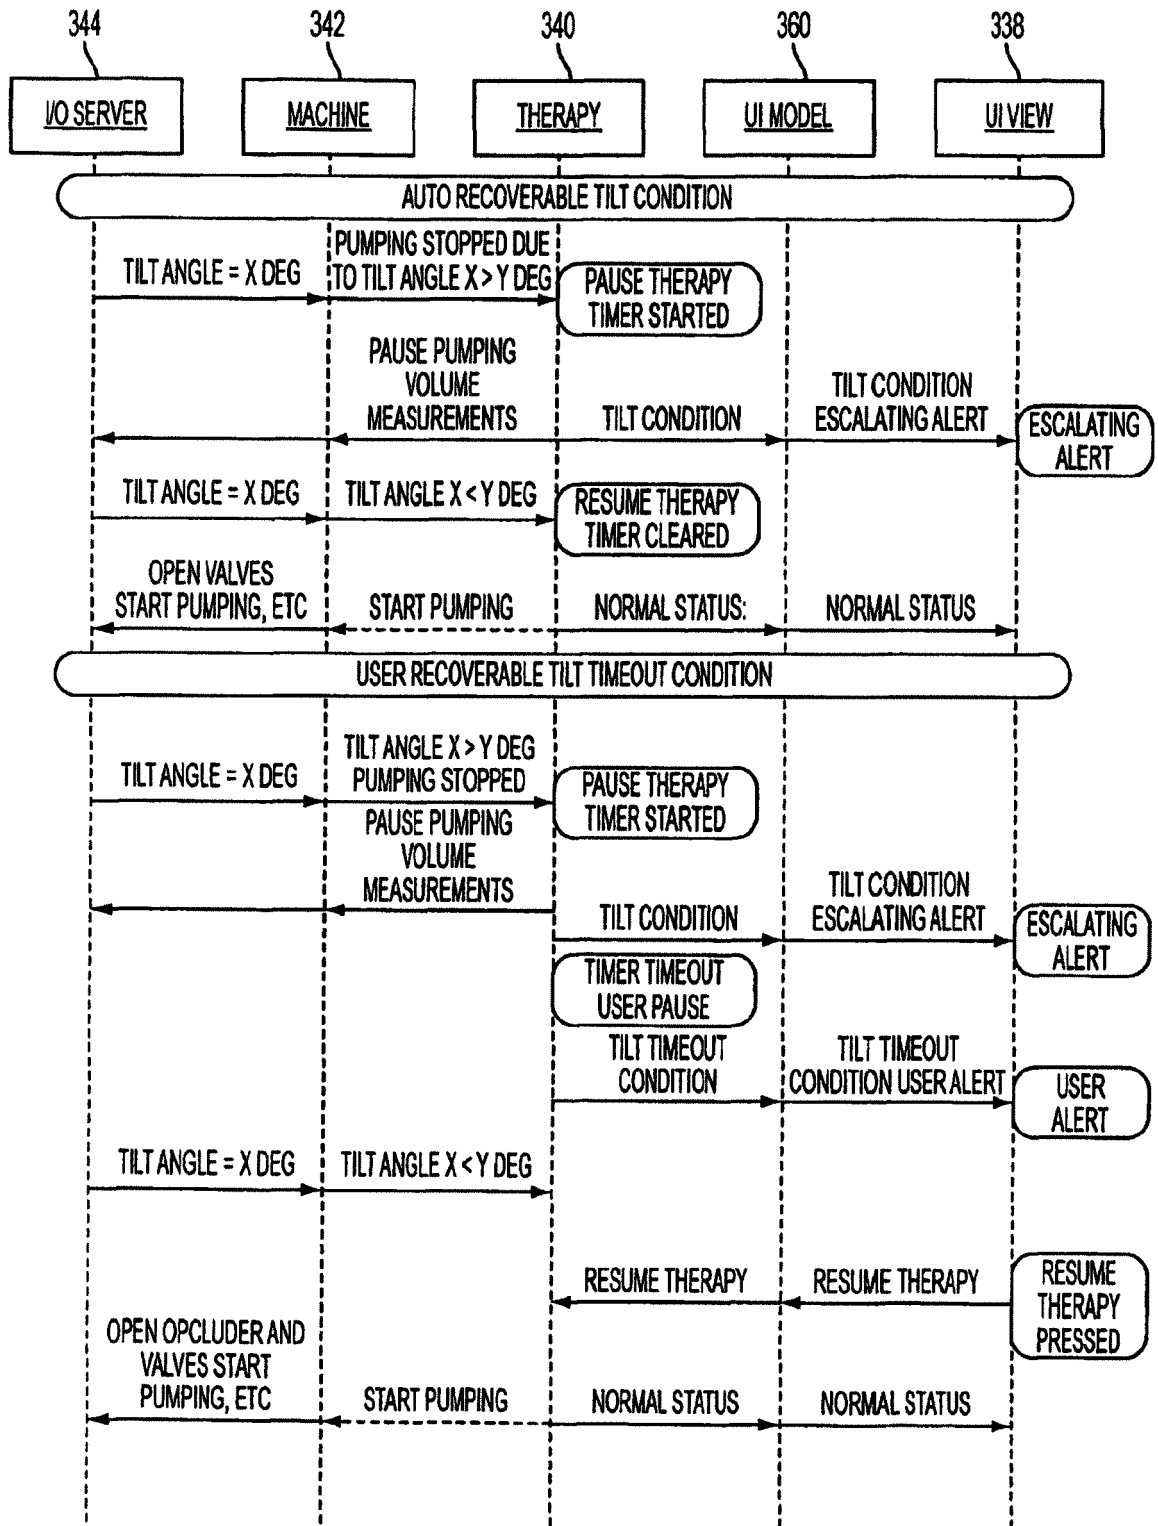 344 342 340 360 338
I/O SERVER MACHINE THERAPY UI MODEL UI VIEW
AUTO RECOVERABLE TILT CONDITION
TILT ANGLE = X DEG
PUMPING STOPPED DUE
TO TILT ANGLE X > Y DEG
PAUSE THERAPY
TIMER STARTED
PAUSE PUMPING
VOLUME
MEASUREMENTS
TILT CONDITION
TILT CONDITION
ESCALATING ALERT
ESCALATING
ALERT
TILT ANGLE = X DEG
TILT ANGLE X < Y DEG
RESUME THERAPY
TIMER CLEARED
OPEN VALVES
START PUMPING, ETC
START PUMPING
NORMAL STATUS:
NORMAL STATUS
USER RECOVERABLE TILT TIMEOUT CONDITION
TILT ANGLE = X DEG
TILT ANGLE X > Y DEG
PUMPING STOPPED
PAUSE THERAPY
TIMER STARTED
PAUSE PUMPING
VOLUME
MEASUREMENTS
TILT CONDITION
TILT CONDITION
ESCALATING ALERT
ESCALATING
ALERT
TIMER TIMEOUT
USER PAUSE
TILT TIMEOUT
CONDITION
TILT TIMEOUT
CONDITION USER ALERT
USER
ALERT
TILT ANGLE = X DEG
TILT ANGLE X < Y DEG
RESUME THERAPY
RESUME THERAPY
RESUME
THERAPY
PRESSED
OPEN OPCLUDER AND
VALVES START
PUMPING, ETC
START PUMPING
NORMAL STATUS
NORMAL STATUS